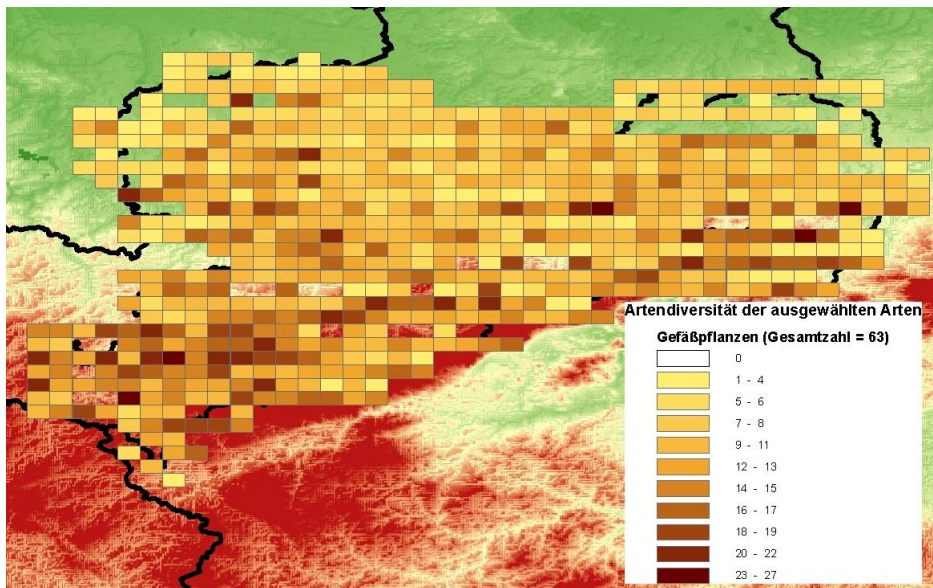 Artendiversität der ausgewählten Arten
Gefäßpflanzen (Gesamtzahl = 63)
0
1 - 4
5 - 6
7 - 8
9 - 11
12 - 13
14 - 15
16 - 17
18 - 19
20 - 22
23 - 27